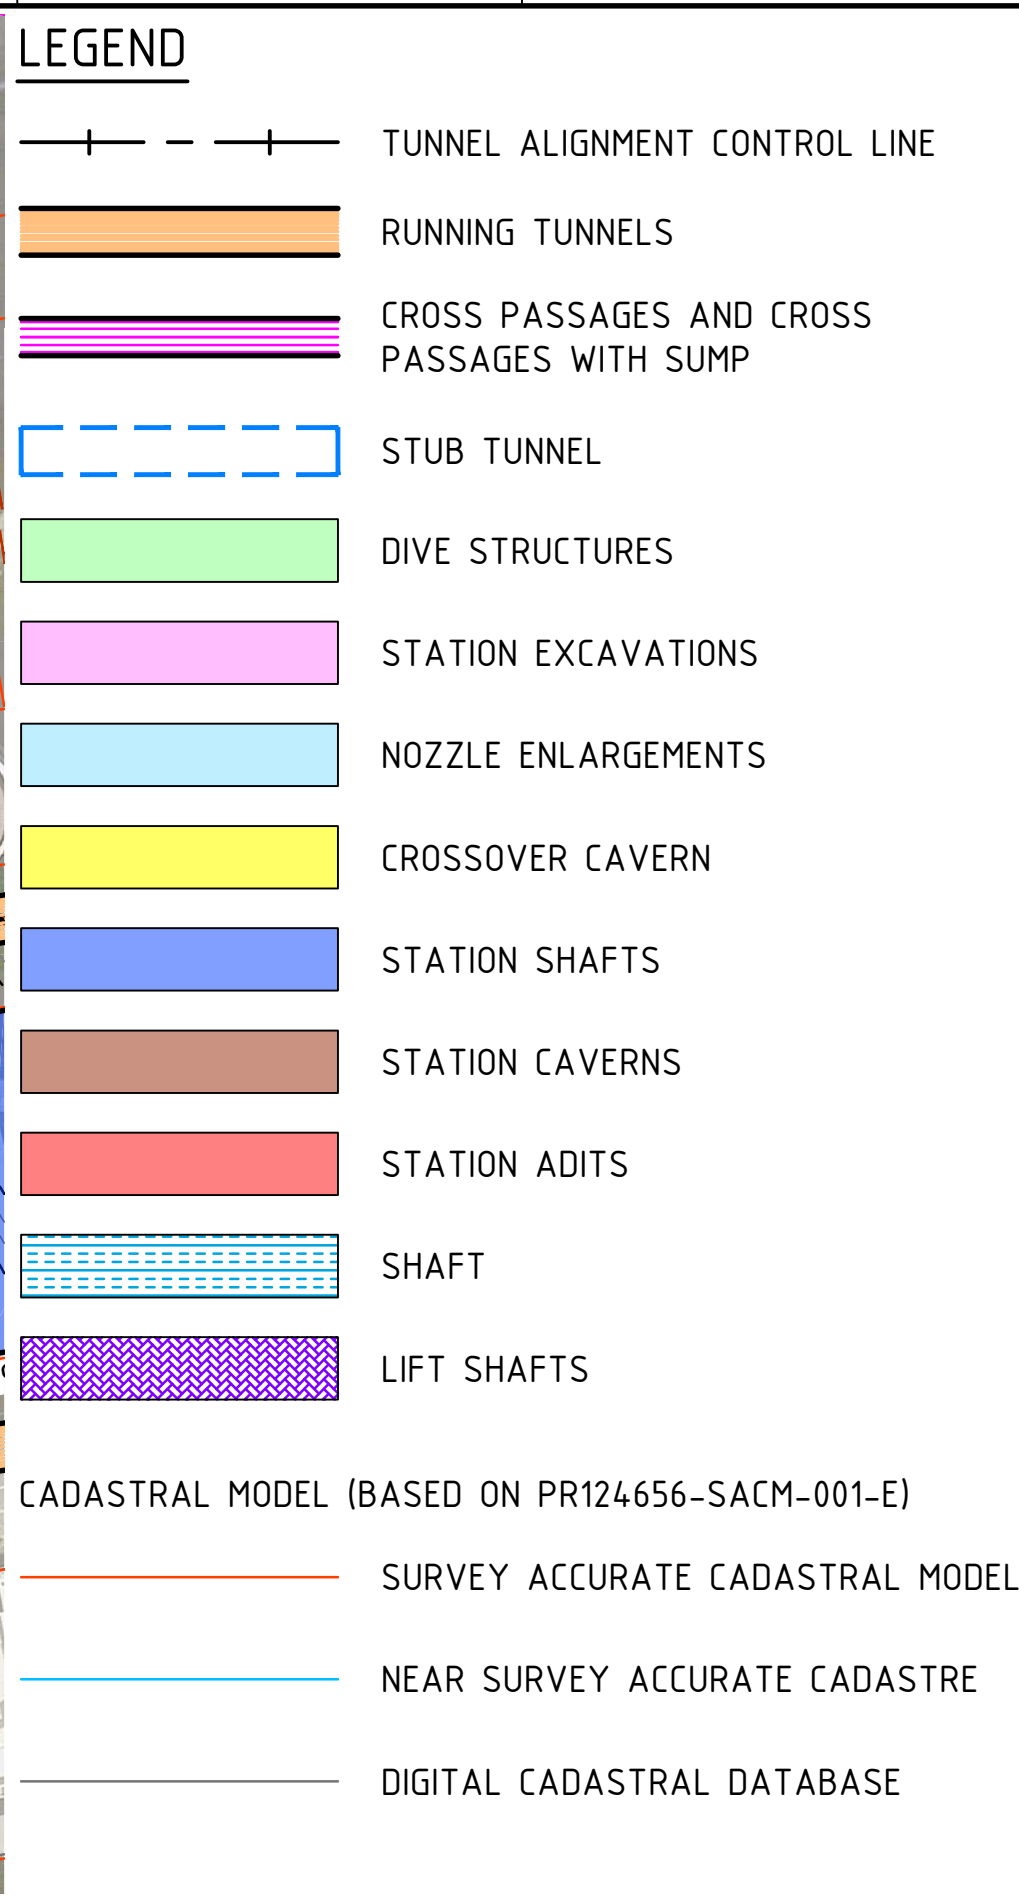 LEGEND
TUNNEL ALIGNMENT CONTROL LINE
RUNNING TUNNELS
CROSS PASSAGES AND CROSS
PASSAGES WITH SUMP
STUB TUNNEL
DIVE STRUCTURES
STATION EXCAVATIONS
NOZZLE ENLARGEMENTS
CROSSOVER CAVERN
STATION SHAFTS
STATION CAVERNS
STATION ADITS
SHAFT
LIFT SHAFTS
CADASTRAL MODEL (BASED ON PR124656-SACM-001-E)
SURVEY ACCURATE CADASTRAL MODEL
NEAR SURVEY ACCURATE CADASTRE
DIGITAL CADASTRAL DATABASE